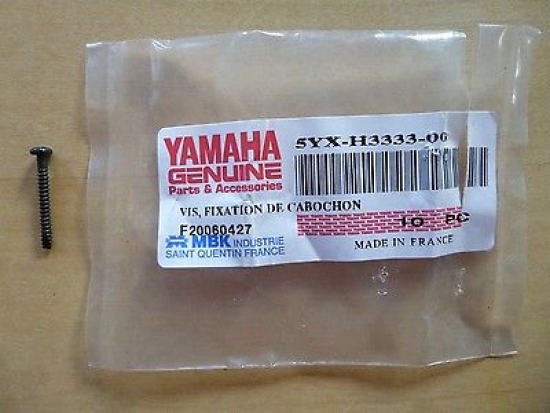 YAMAHA
GENUINE
Parts & Accessories
5YX-H3333-00
VIS, FIXATION DE CABOCHON
F20060427
10 PC
MBK INDUSTRIE
SAINT QUENTIN FRANCE
MADE IN FRANCE